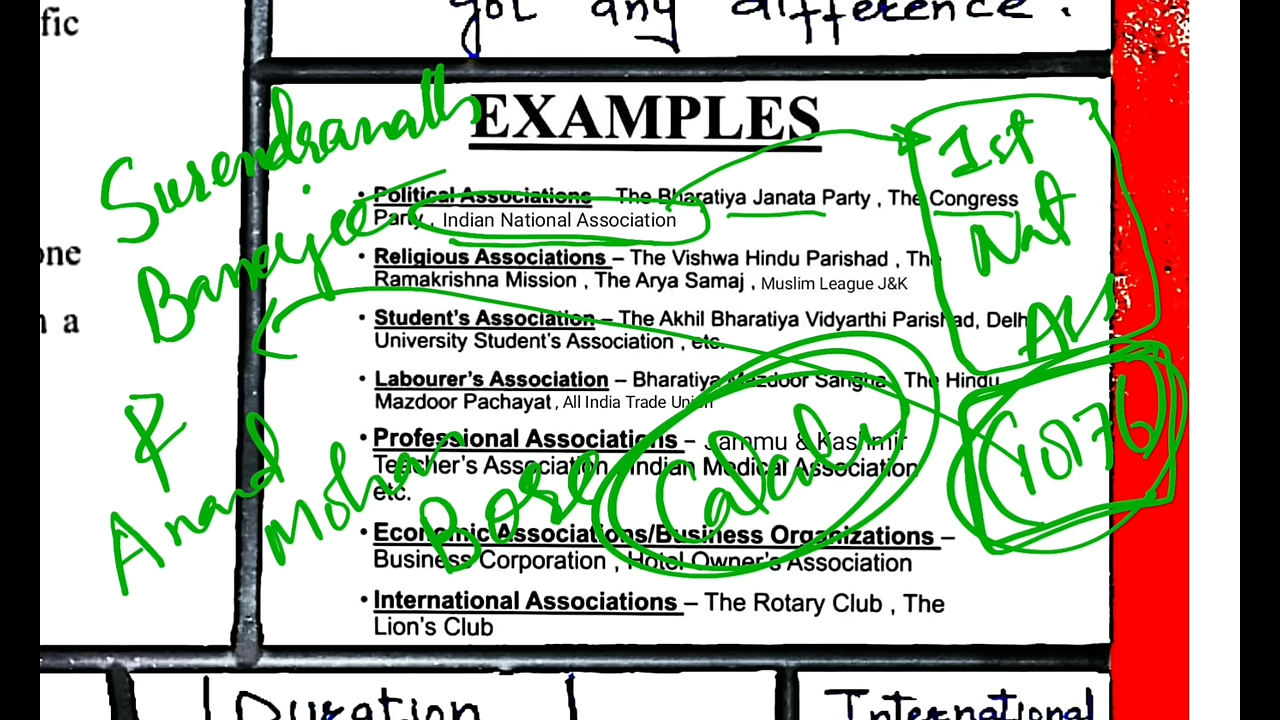 fic
got any difference.
EXAMPLES
Surendranath
Banerjee
&
Anand
Mohan
Bose
Calcutta
1st
Nat
Ass
1876
• Political Associations – The Bharatiya Janata Party , The Congress
Party , Indian National Association
• Religious Associations – The Vishwa Hindu Parishad , The
Ramakrishna Mission , The Arya Samaj , Muslim League J&K
• Student's Association – The Akhil Bharatiya Vidyarthi Parishad, Delhi
University Student's Association , etc.
• Labourer's Association – Bharatiya Mazdoor Sangha , The Hindu
Mazdoor Pachayat , All India Trade Union
• Professional Associations – Jammu & Kashmir
Teacher's Association , Indian Medical Association
etc.
• Economic Associations/Business Organizations –
Business Corporation , Hotel Owner's Association
• International Associations – The Rotary Club , The
Lion's Club
one
n a
Duration
International